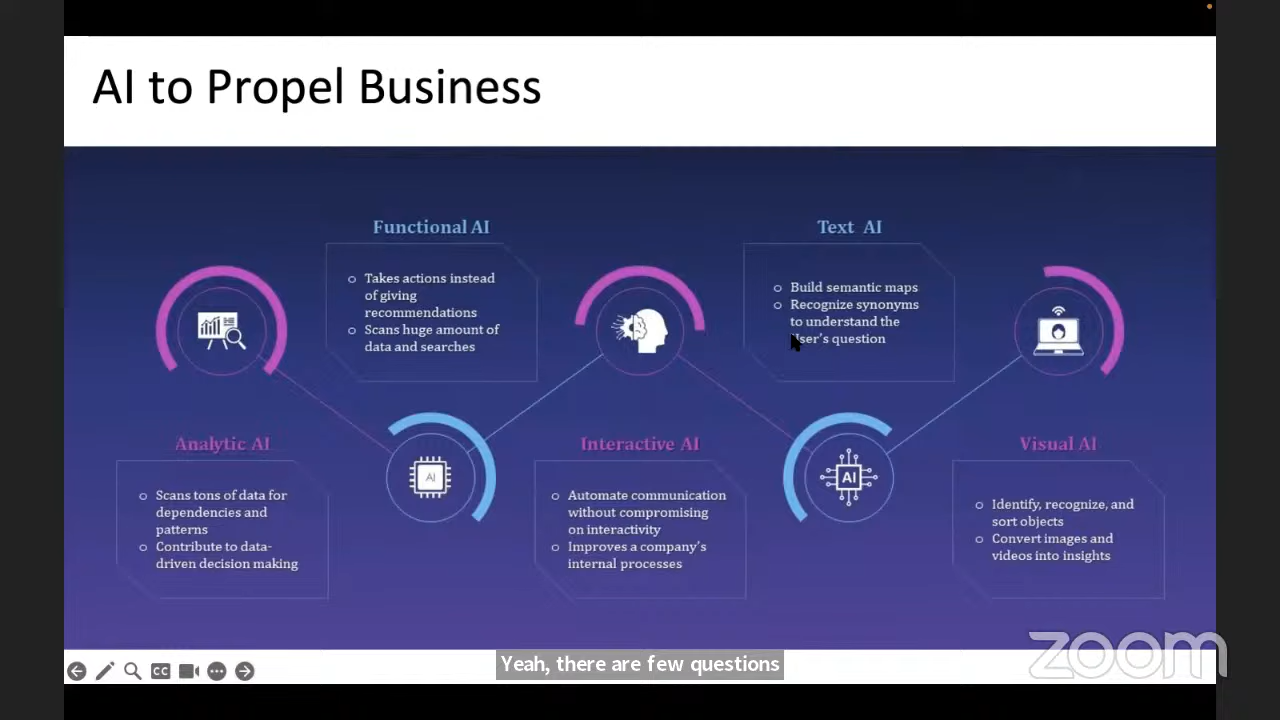 AI to Propel Business
Functional AI
Takes actions instead
of giving
recommendations
Scans huge amount of
data and searches
Text AI
Build semantic maps
Recognize synonyms
to understand the
user's question
Analytic AI
Scans tons of data for
dependencies and
patterns
Contribute to data-
driven decision making
AI
Interactive AI
Automate communication
without compromising
on interactivity
Improves a company's
internal processes
AI
Visual AI
Identify, recognize, and
sort objects
Convert images and
videos into insights
CC
Yeah, there are few questions
zoom